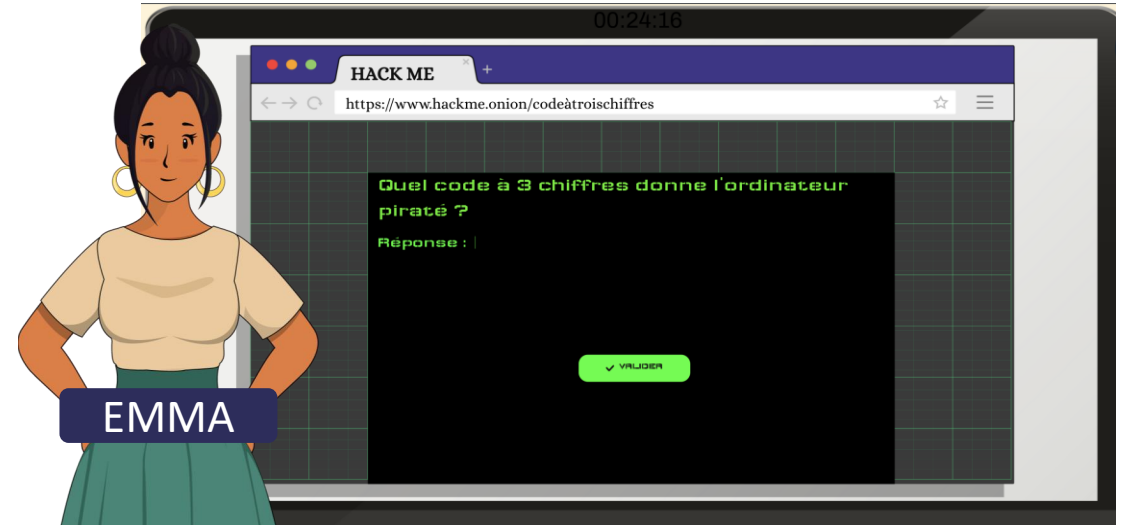 00:24:16
HACK ME
https://www.hackme.onion/codeàtroischiffres
Quel code à 3 chiffres donne l'ordinateur
piraté ?
Réponse :
VALIDER
EMMA